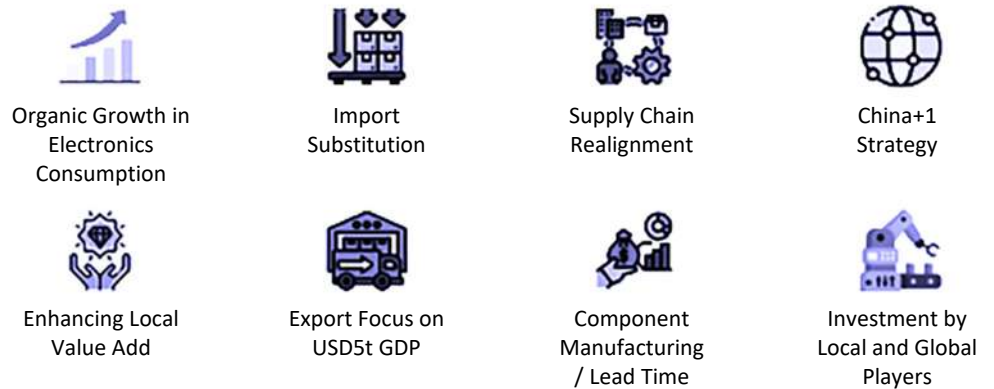 Organic Growth in
Electronics
Consumption
Import
Substitution
Supply Chain
Realignment
China+1
Strategy
Enhancing Local
Value Add
Export Focus on
USD5t GDP
Component
Manufacturing
/ Lead Time
Investment by
Local and Global
Players